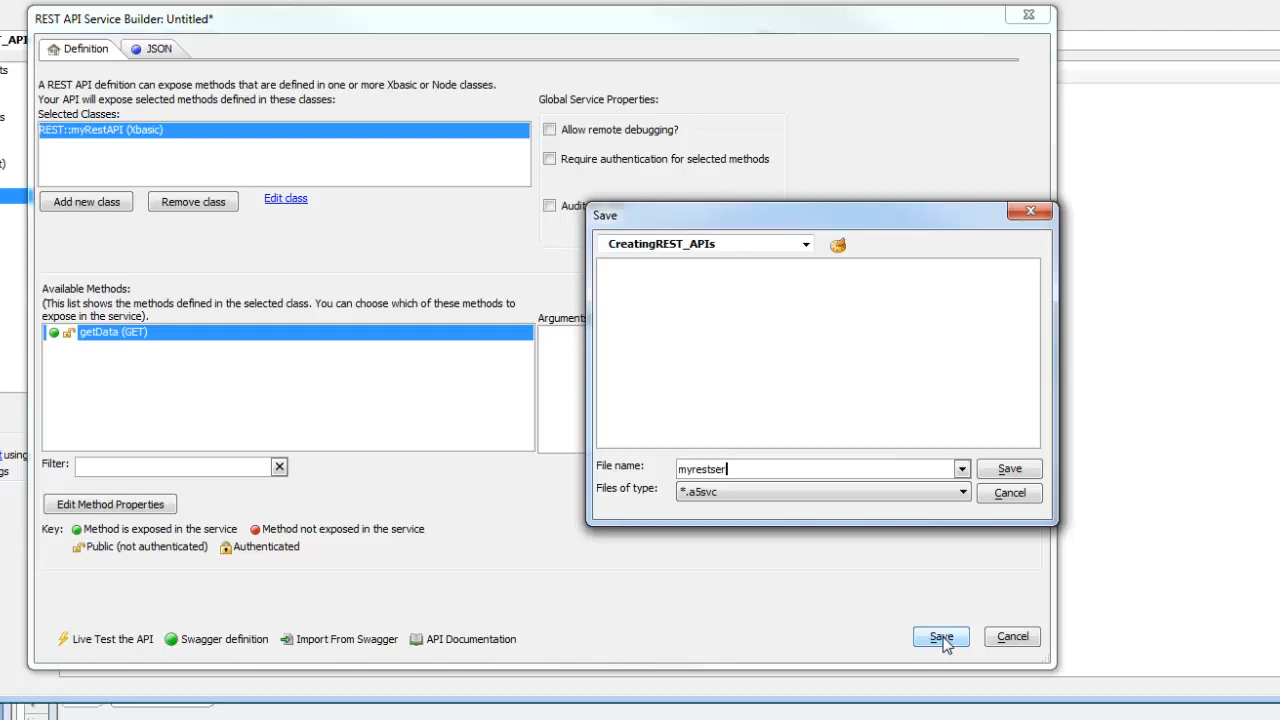 REST API Service Builder: Untitled*
Definition
JSON
A REST API defnition can expose methods that are defined in one or more Xbasic or Node classes.
Your API will expose selected methods defined in these classes:
Selected Classes:
REST::myRestAPI (Xbasic)
Add new class
Remove class
Edit class
Global Service Properties:
Allow remote debugging?
Require authentication for selected methods
Audit
Available Methods:
(This list shows the methods defined in the selected class. You can choose which of these methods to
expose in the service).
getData (GET)
Argument
Filter:
Edit Method Properties
Key:
Method is exposed in the service
Method not exposed in the service
Public (not authenticated)
Authenticated
Live Test the API
Swagger definition
Import From Swagger
API Documentation
Save
Cancel
Save
CreatingREST_APIs
File name:
myrestser
Save
Files of type:
*.a5svc
Cancel